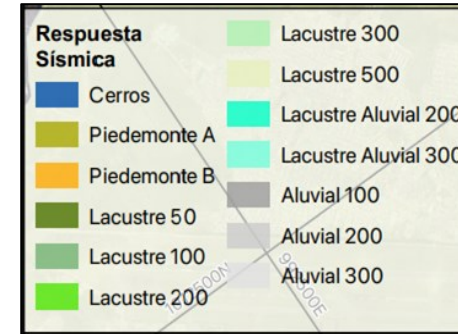 Respuesta
Sísmica
Cerros
Piedemonte A
Piedemonte B
Lacustre 50
Lacustre 100
Lacustre 200
Lacustre 300
Lacustre 500
Lacustre Aluvial 200
Lacustre Aluvial 300
Aluvial 100
Aluvial 200
Aluvial 300